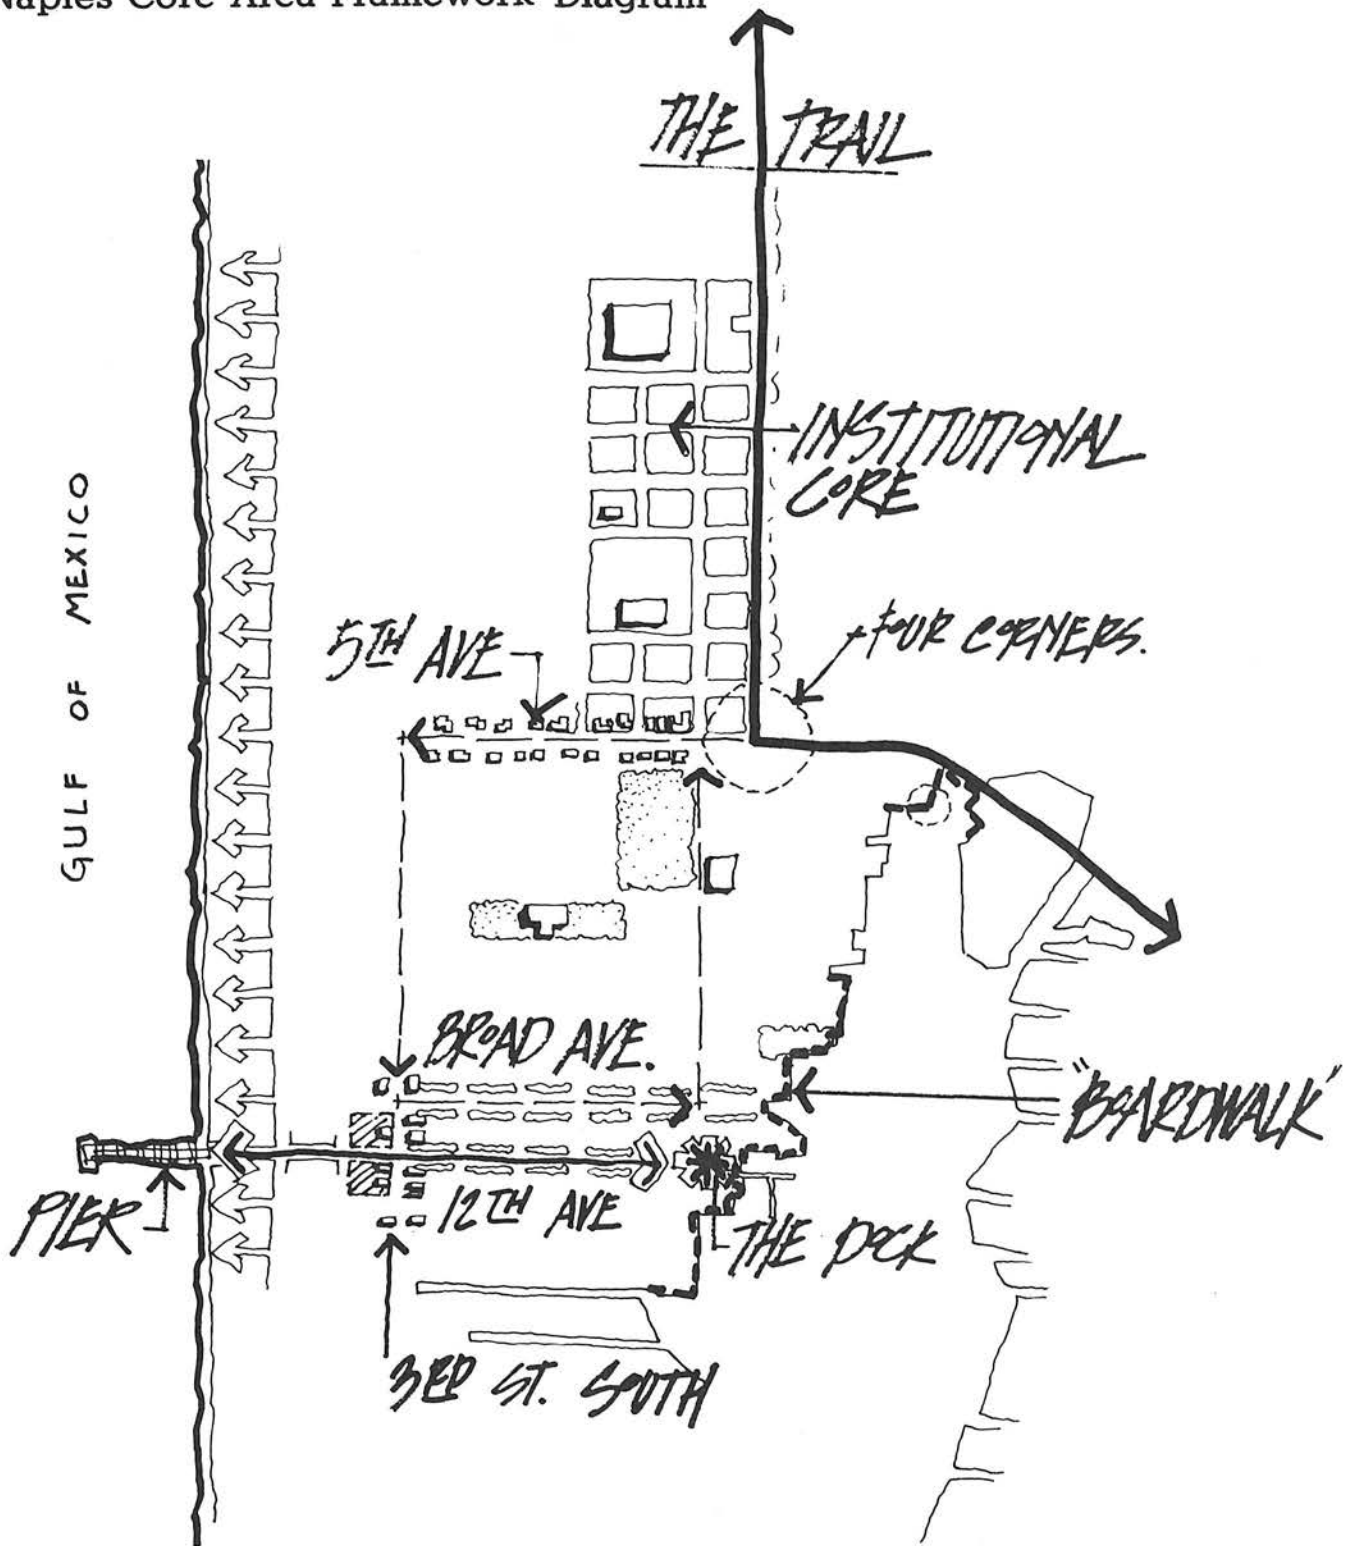 Naples Core Area Framework Diagram
THE TRAIL
INSTITUTIONAL
CORE
GULF OF MEXICO
5TH AVE
FOUR CORNERS.
BROAD AVE.
"BOARDWALK"
PIER
12TH AVE
THE DOCK
3RD ST. SOUTH